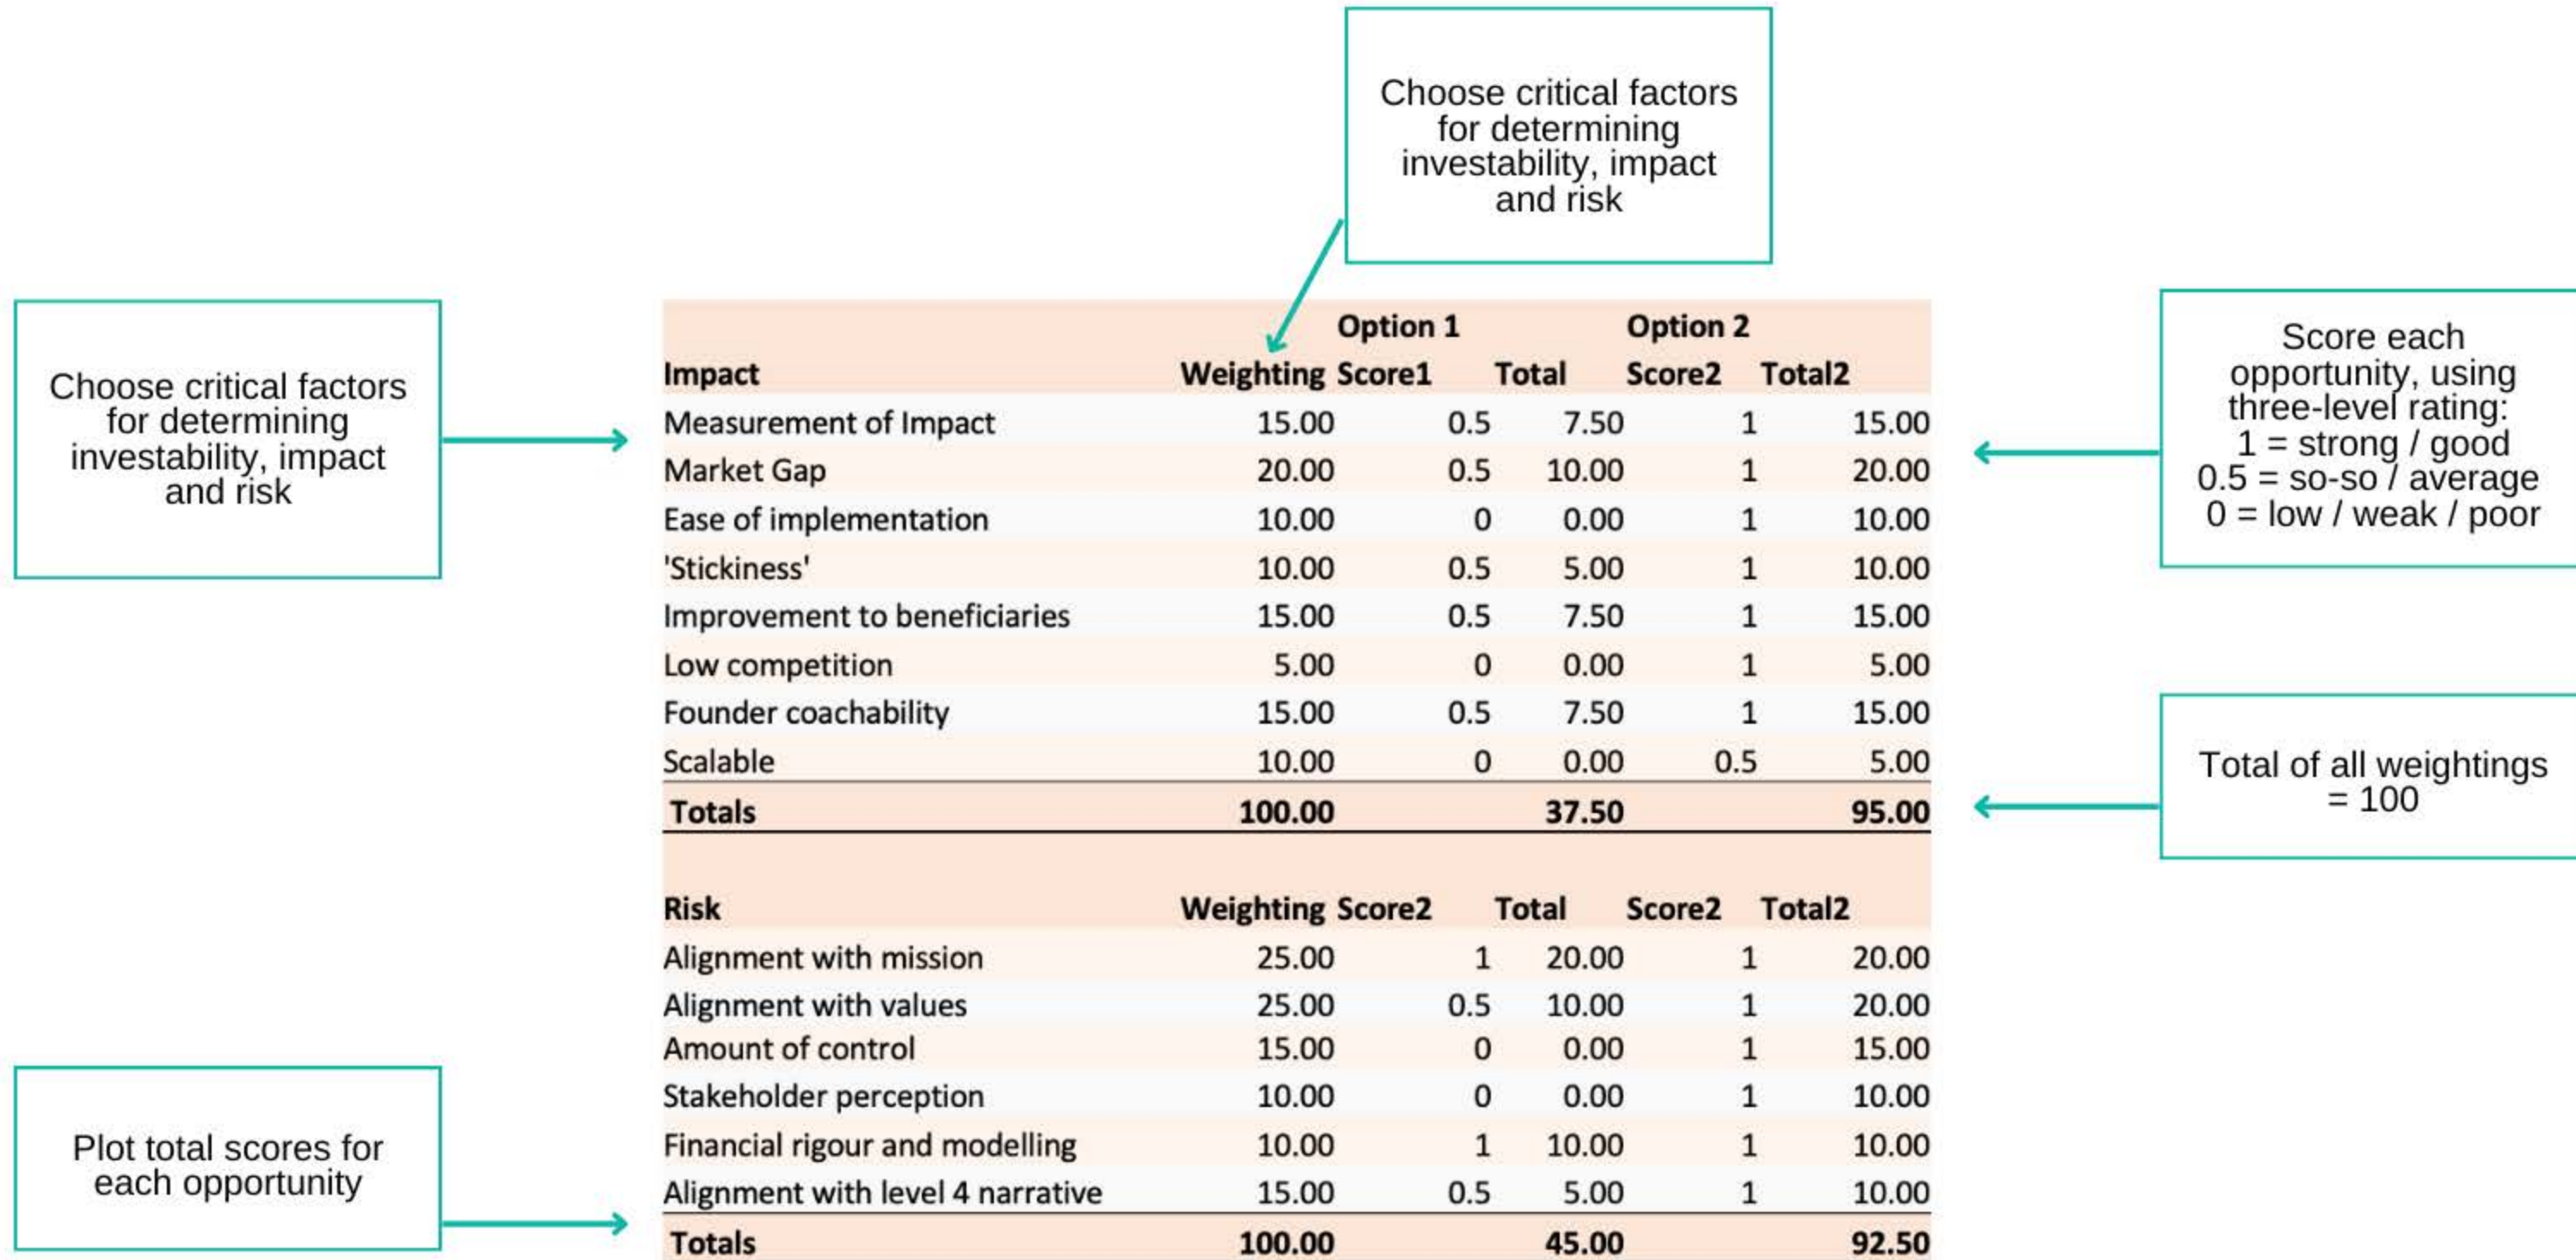 Choose critical factors
for determining
investability, impact
and risk
Choose critical factors
for determining
investability, impact
and risk
Option 1 Option 2
Impact Weighting Score1 Total Score2 Total2
Measurement of Impact 15.00 0.5 7.50 1 15.00
Market Gap 20.00 0.5 10.00 1 20.00
Ease of implementation 10.00 0 0.00 1 10.00
'Stickiness' 10.00 0.5 5.00 1 10.00
Improvement to beneficiaries 15.00 0.5 7.50 1 15.00
Low competition 5.00 0 0.00 1 5.00
Founder coachability 15.00 0.5 7.50 1 15.00
Scalable 10.00 0 0.00 0.5 5.00
Totals 100.00 37.50 95.00
Risk Weighting Score2 Total Score2 Total2
Alignment with mission 25.00 1 20.00 1 20.00
Alignment with values 25.00 0.5 10.00 1 20.00
Amount of control 15.00 0 0.00 1 15.00
Stakeholder perception 10.00 0 0.00 1 10.00
Financial rigour and modelling 10.00 1 10.00 1 10.00
Alignment with level 4 narrative 15.00 0.5 5.00 1 10.00
Totals 100.00 45.00 92.50
Score each
opportunity, using
three-level rating:
1 = strong / good
0.5 = so-so / average
0 = low / weak / poor
Total of all weightings
= 100
Plot total scores for
each opportunity